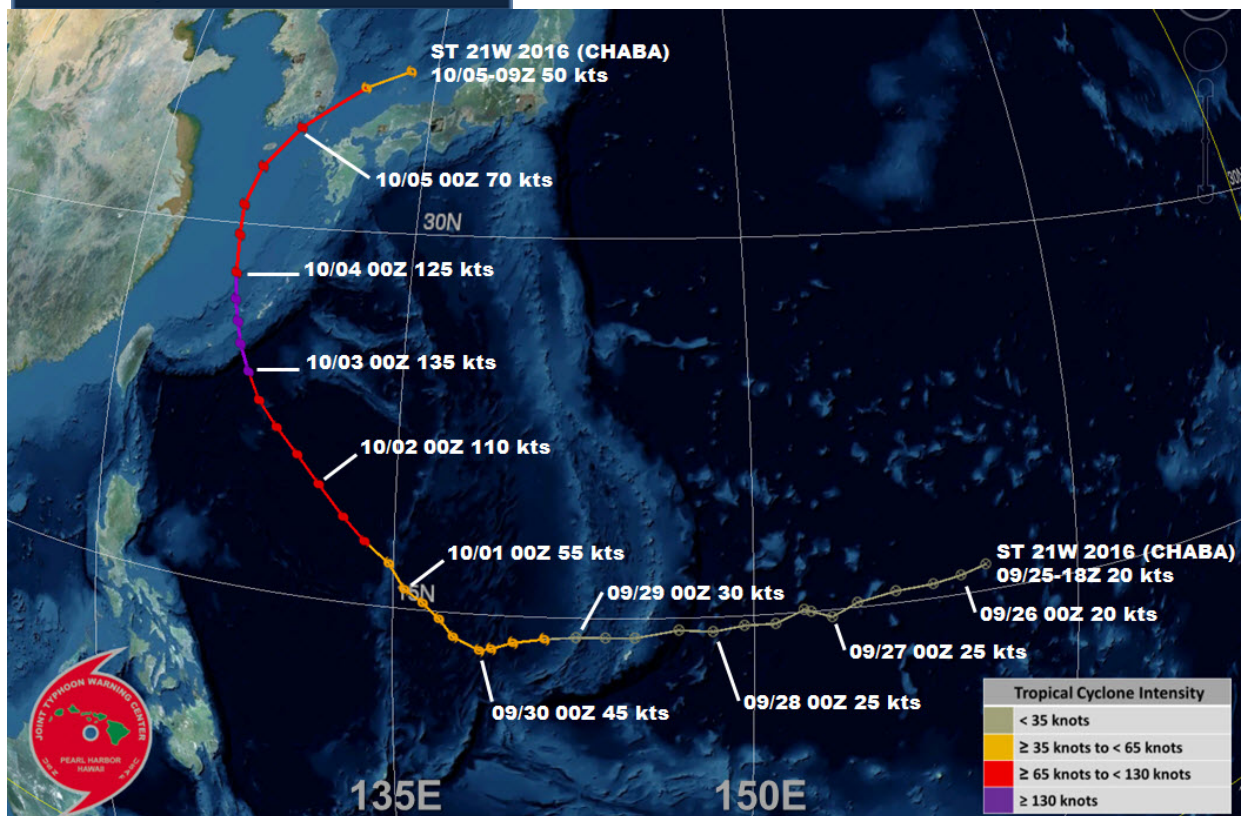 ST 21W 2016 (CHABA)
10/05-09Z 50 kts
10/05 00Z 70 kts
30N
30N
10/04 00Z 125 kts
10/03 00Z 135 kts
10/02 00Z 110 kts
10/01 00Z 55 kts
15N
09/29 00Z 30 kts
ST 21W 2016 (CHABA)
09/25-18Z 20 kts
09/26 00Z 20 kts
09/27 00Z 25 kts
09/28 00Z 25 kts
09/30 00Z 45 kts
JOINT TYPHOON WARNING CENTER
PEARL HARBOR
HAWAII
135E
150E
Tropical Cyclone Intensity
< 35 knots
≥ 35 knots to < 65 knots
≥ 65 knots to < 130 knots
≥ 130 knots